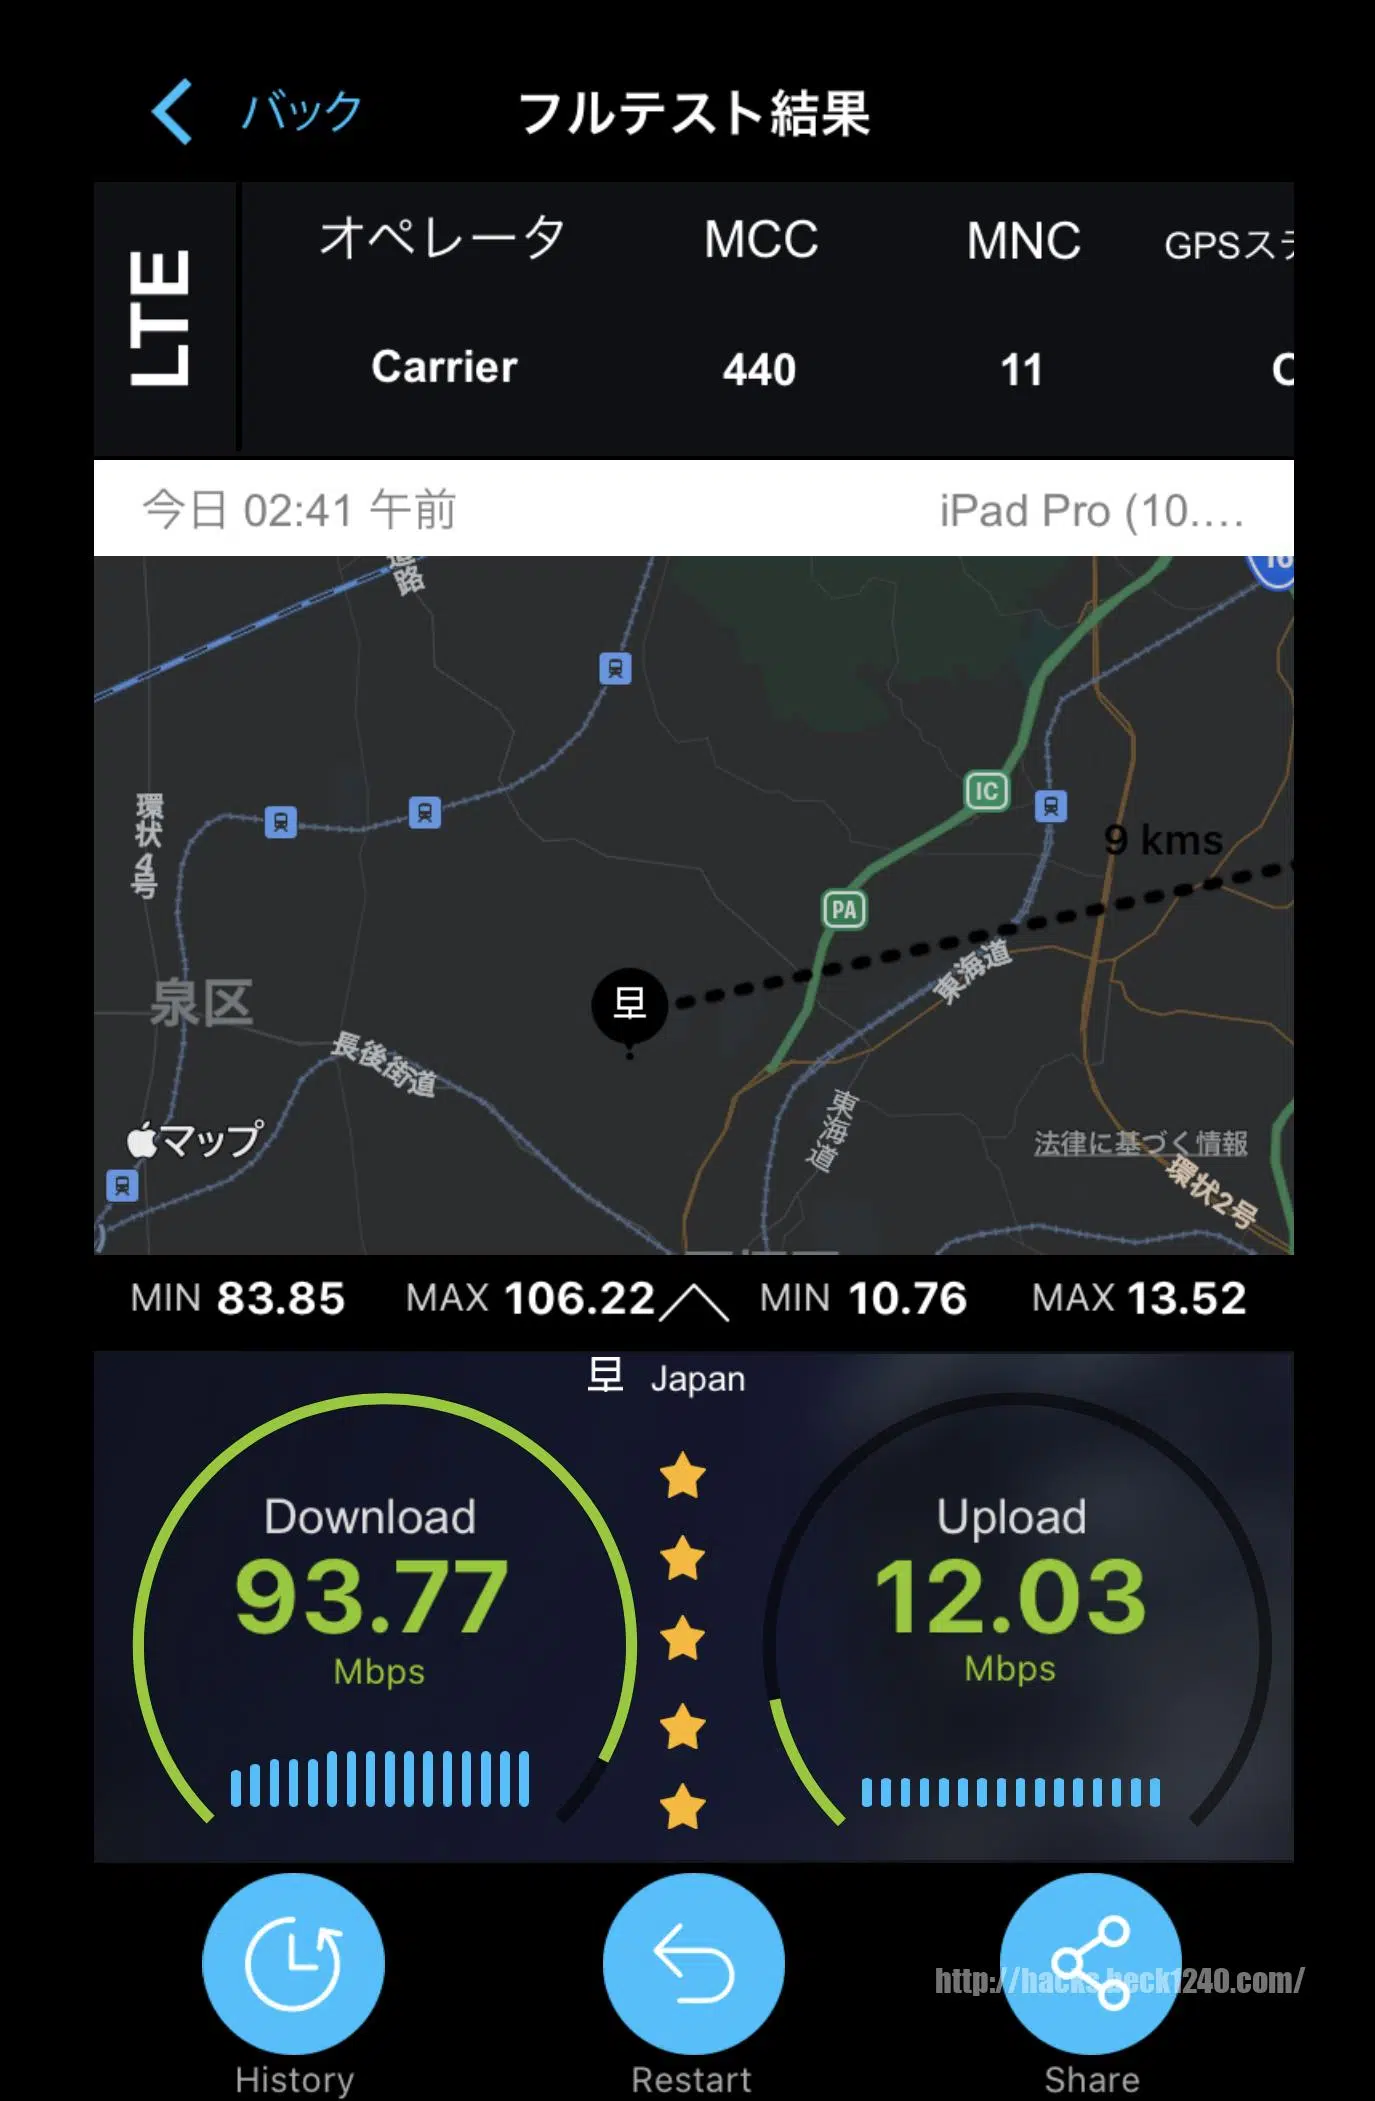 バック
フルテスト結果
LTE
オペレータ MCC MNC GPSステ
Carrier 440 11
今日 02:41 午前 iPad Pro (10....
道路
16
環状4号
IC
9 kms
PA
東海道
泉区
長後街道
東海道
マップ
法律に基づく情報
環状2号
MIN 83.85 MAX 106.22 MIN 10.76 MAX 13.52
Japan
Download
93.77
Mbps
Upload
12.03
Mbps
History
Restart
Share
http://hacks.beck1240.com/